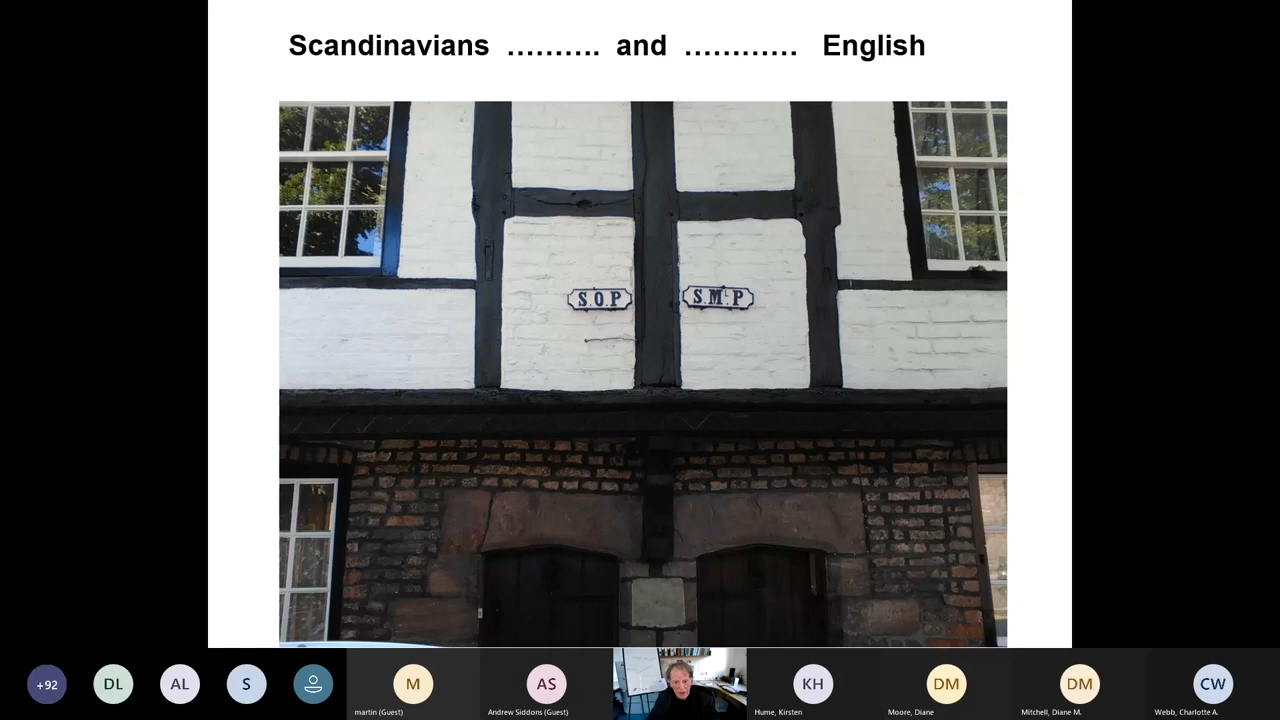 Scandinavians ………. and ………… English
S.O.P
S.M.L P
+92
DL
AL
S
M
AS
KH
DM
DM
CW
martin (Guest)
Andrew Siddons (Guest)
Hume, Kirsten
Moore, Diane
Mitchell, Diane M.
Webb, Charlotte A.